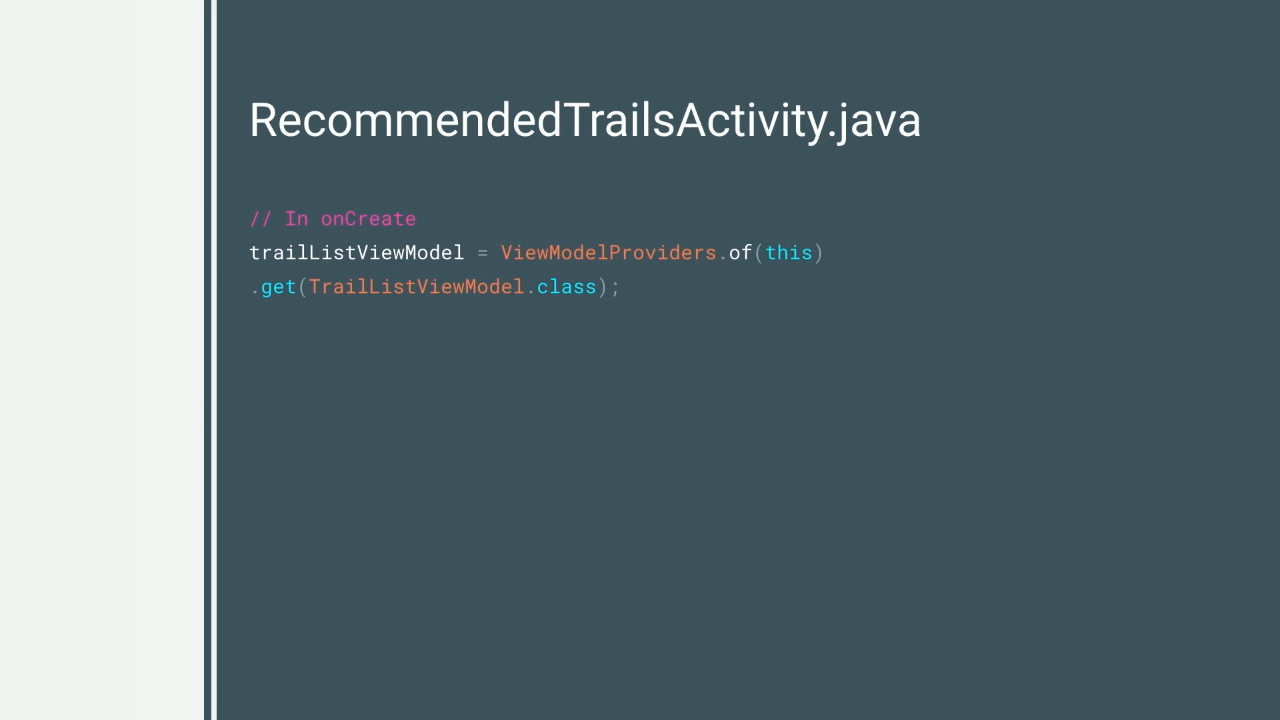 RecommendedTrailsActivity.java
// In onCreate
trailListViewModel = ViewModelProviders.of(this)
.get(TrailListViewModel.class);